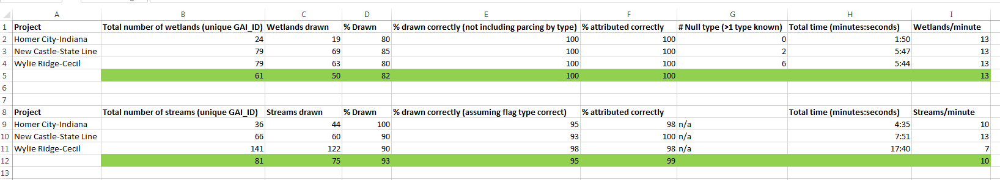 A B C D E F G H I
1 Project Total number of wetlands (unique GAI_ID) Wetlands drawn % Drawn % drawn correctly (not including parcing by type) % attributed correctly # Null type (>1 type known) Total time (minutes:seconds) Wetlands/minute
2 Homer City-Indiana 24 19 80 100 100 0 1:50 13
3 New Castle-State Line 79 69 85 100 100 2 5:47 13
4 Wylie Ridge-Cecil 79 63 80 100 100 6 5:44 13
5 61 50 82 100 100 13
6
7
8 Project Total number of streams (unique GAI_ID) Streams drawn % Drawn % drawn correctly (assuming flag type correct) % attributed correctly Total time (minutes:seconds) Streams/minute
9 Homer City-Indiana 36 44 100 95 98 n/a 4:35 10
10 New Castle-State Line 66 60 90 93 100 n/a 7:51 13
11 Wylie Ridge-Cecil 141 122 90 98 98 n/a 17:40 7
12 81 75 93 95 99 10
13